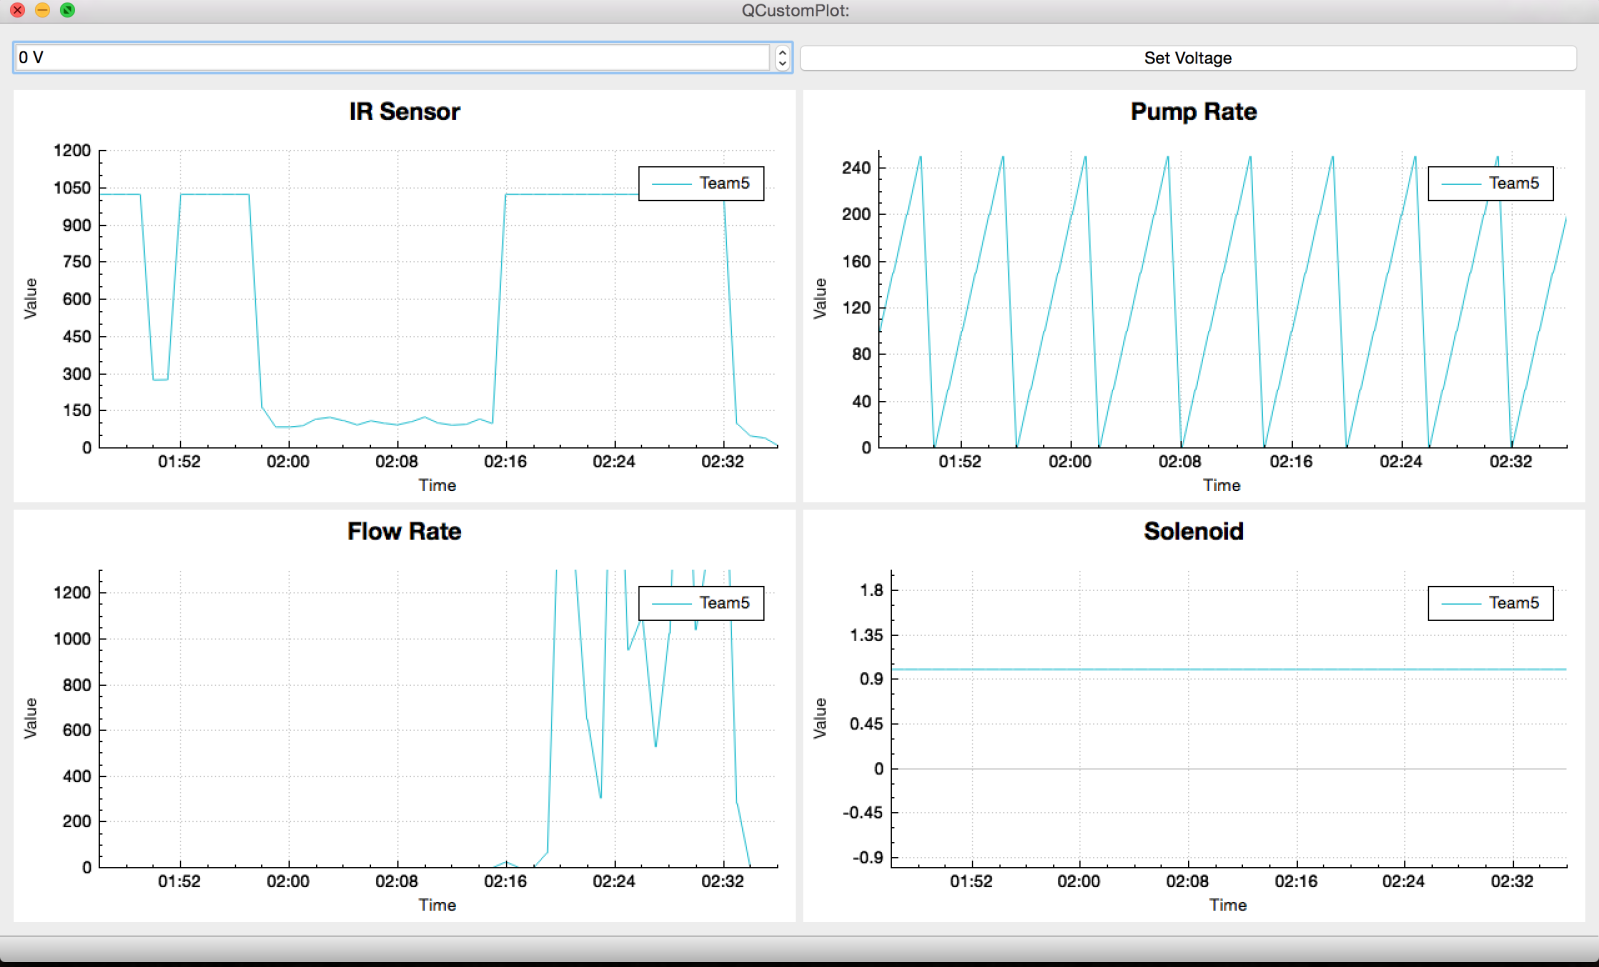 QCustomPlot:
0 V
Set Voltage
IR Sensor
1200
1050
900
750
600
450
300
150
0
Value
Team5
01:52 02:00 02:08 02:16 02:24 02:32
Time
Pump Rate
240
200
160
120
80
40
0
Value
Team5
01:52 02:00 02:08 02:16 02:24 02:32
Time
Flow Rate
1200
1000
800
600
400
200
0
Value
Team5
01:52 02:00 02:08 02:16 02:24 02:32
Time
Solenoid
1.8
1.35
0.9
0.45
0
-0.45
-0.9
Value
Team5
01:52 02:00 02:08 02:16 02:24 02:32
Time